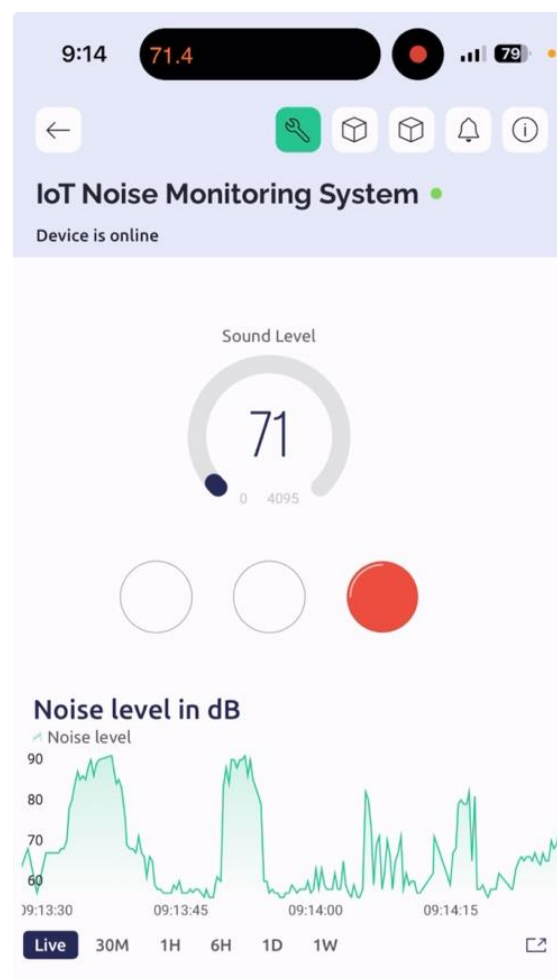 9:14 71.4 79
IoT Noise Monitoring System
Device is online
Sound Level
71
0 4095
Noise level in dB
Noise level
90
80
70
60
09:13:30 09:13:45 09:14:00 09:14:15
Live 30M 1H 6H 1D 1W